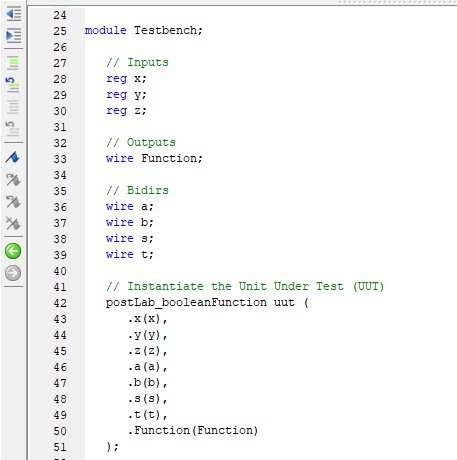 24
25 module Testbench;
26
27 // Inputs
28 reg x;
29 reg y;
30 reg z;
31
32 // Outputs
33 wire Function;
34
35 // Bidirs
36 wire a;
37 wire b;
38 wire s;
39 wire t;
40
41 // Instantiate the Unit Under Test (UUT)
42 postLab_booleanFunction uut (
43 .x(x),
44 .y(y),
45 .z(z),
46 .a(a),
47 .b(b),
48 .s(s),
49 .t(t),
50 .Function(Function)
51 );